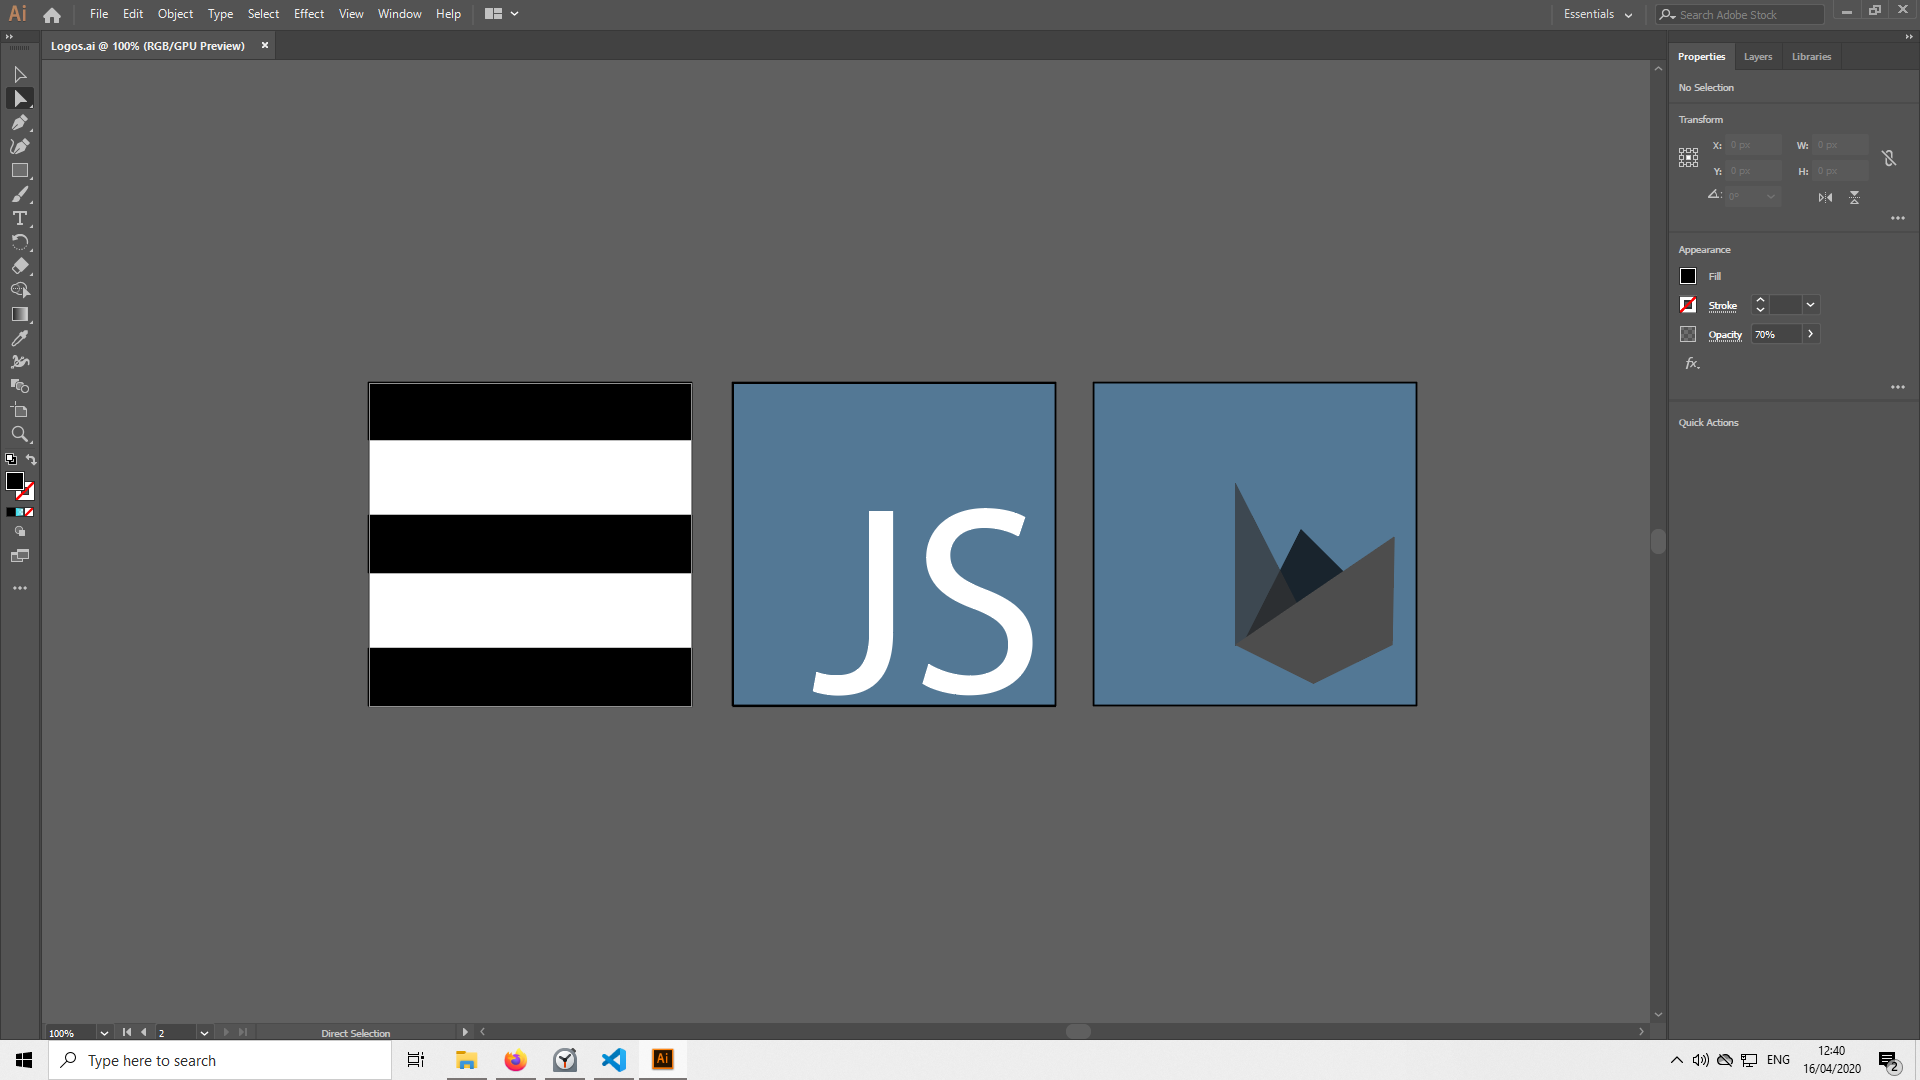 Ai File Edit Object Type Select Effect View Window Help Essentials Search Adobe Stock
Logos.ai @ 100% (RGB/GPU Preview) ×
Properties Layers Libraries
No Selection
Transform
X: 0 px W: 0 px
Y: 0 px H: 0 px
0°
Appearance
Fill
Stroke
Opacity 70%
fx.
Quick Actions
JS
100% 2 Direct Selection
Type here to search
Ai
ENG
12:40
16/04/2020
2